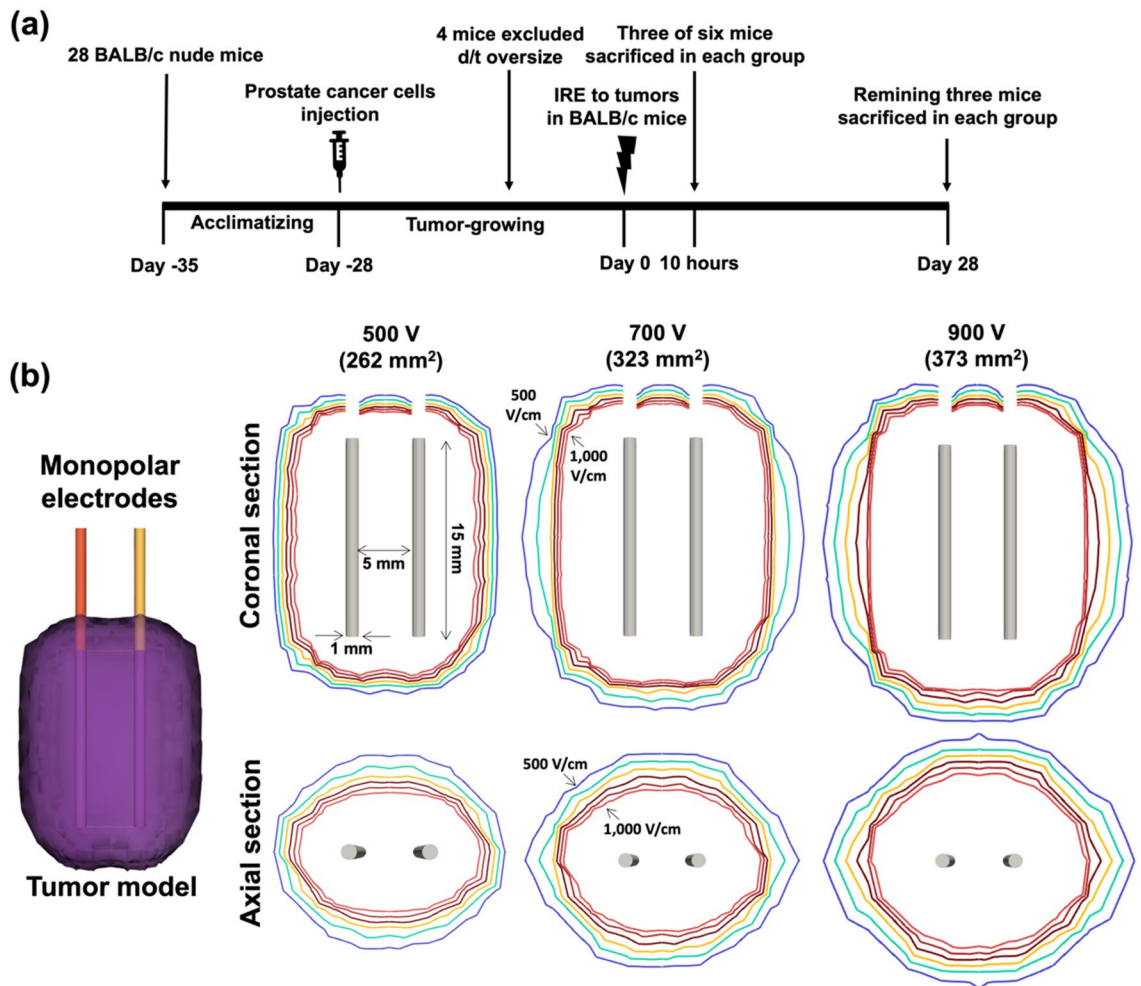 (a)
28 BALB/c nude mice
Prostate cancer cells
injection
4 mice excluded
d/t oversize
IRE to tumors
in BALB/c mice
Three of six mice
sacrificed in each group
Remining three mice
sacrificed in each group
Acclimatizing
Tumor-growing
Day -35
Day -28
Day 0
10 hours
Day 28
(b)
500 V
(262 mm²)
700 V
(323 mm²)
900 V
(373 mm²)
Monopolar
electrodes
Tumor model
Coronal section
5 mm
15 mm
1 mm
500
V/cm
1,000
V/cm
Axial section
500 V/cm
1,000 V/cm